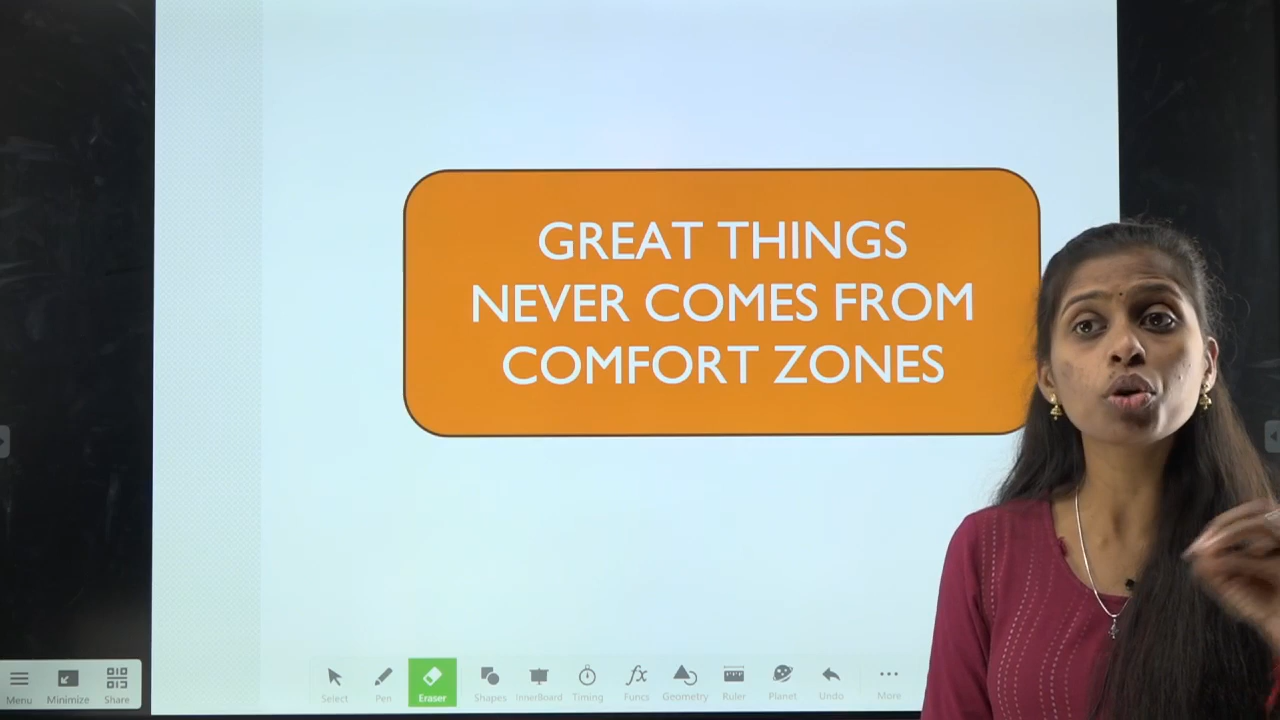 GREAT THINGS
NEVER COMES FROM
COMFORT ZONES
Menu
Minimize
Share
Select
Pen
Eraser
Shapes
InnerBoard
Timing
Funcs
Geometry
Ruler
Planet
Undo
More